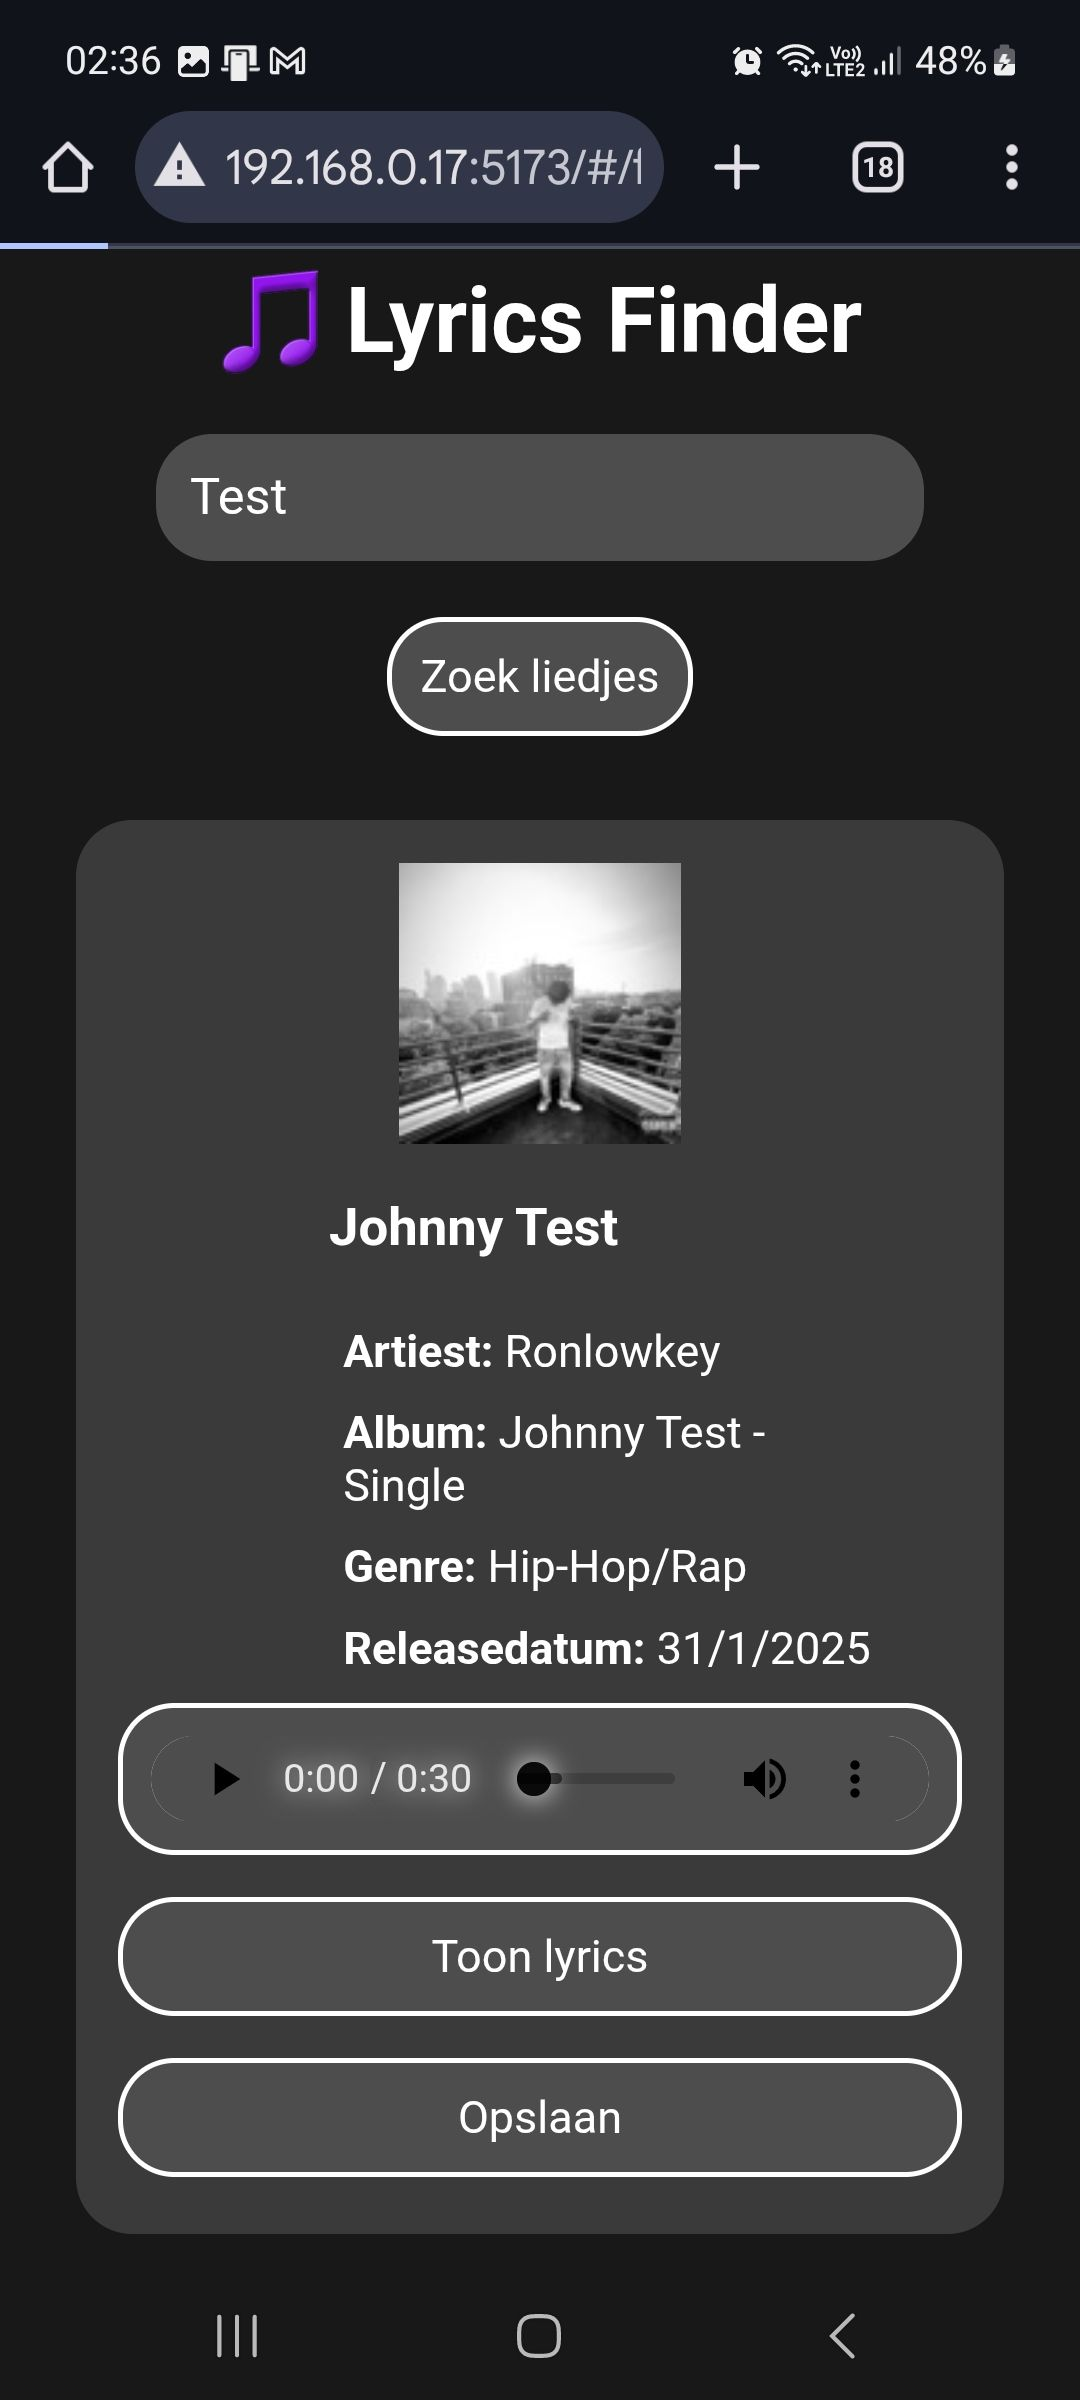 02:36 Vo)) LTE2 48%
192.168.0.17:5173/#/
18
Lyrics Finder
Test
Zoek liedjes
Johnny Test
Artiest: Ronlowkey
Album: Johnny Test -
Single
Genre: Hip-Hop/Rap
Releasedatum: 31/1/2025
0:00 / 0:30
Toon lyrics
Opslaan